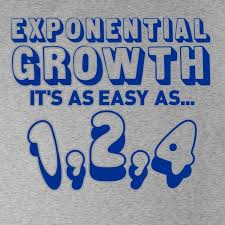 EXPONENTIAL
GROWTH
IT'S AS EASY AS...
1,2,4